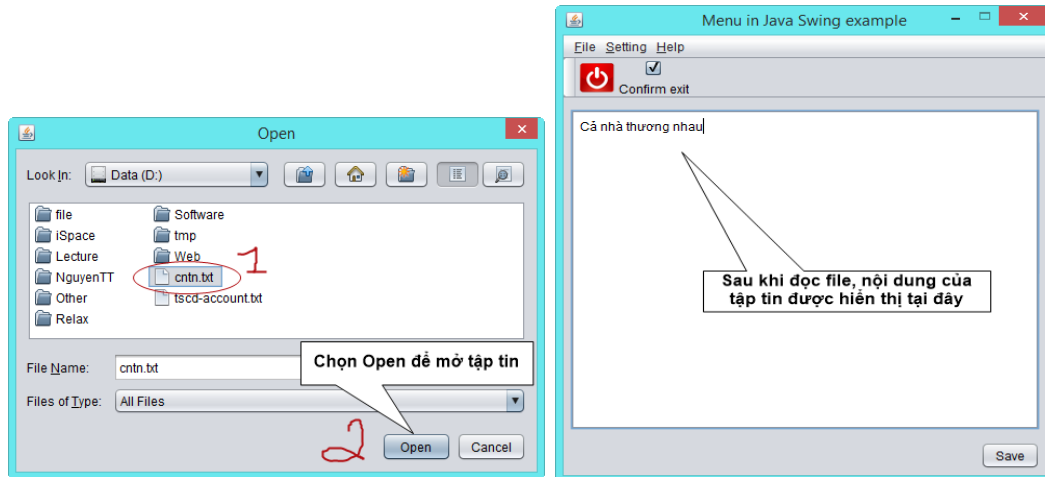 Open
Look In:
Data (D:)
file
Software
iSpace
tmp
Lecture
Web
1
NguyenTT
cntn.txt
Other
tscd-account.txt
Relax
Chọn Open để mở tập tin
File Name:
cntn.txt
Files of Type:
All Files
2
Open
Cancel
Menu in Java Swing example
File Setting Help
Confirm exit
Cả nhà thương nhau
Sau khi đọc file, nội dung của
tập tin được hiển thị tại đây
Save